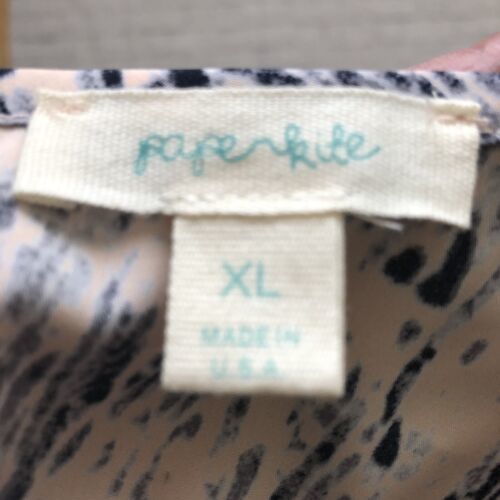 paper kite
XL
MADE IN
U.S.A.